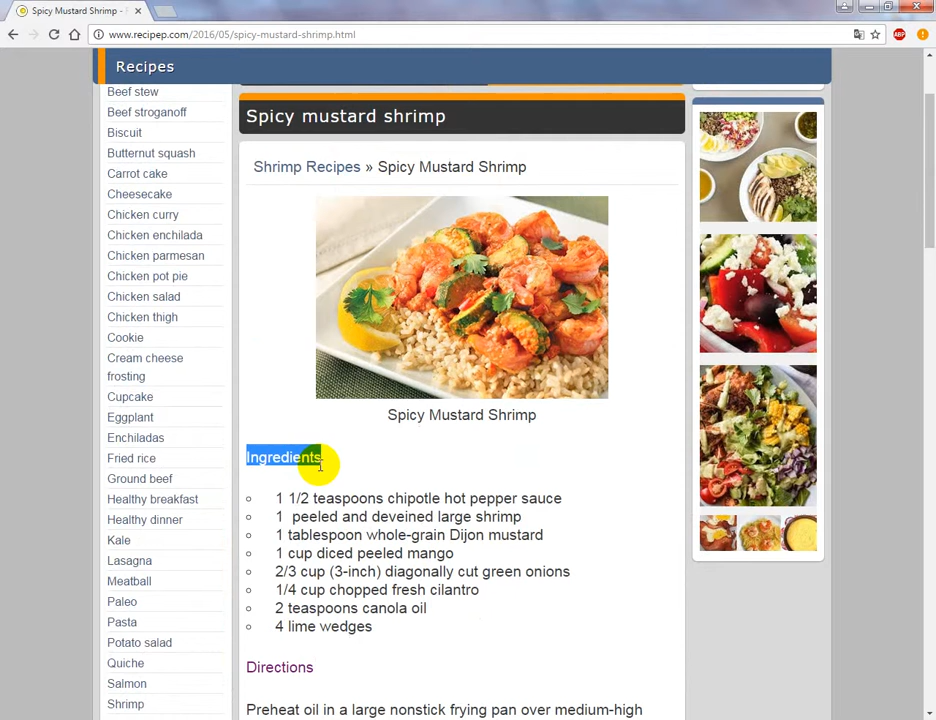 Spicy Mustard Shrimp -
www.recipep.com/2016/05/spicy-mustard-shrimp.html
ABP
Recipes
Beef stew
Beef stroganoff
Biscuit
Butternut squash
Carrot cake
Cheesecake
Chicken curry
Chicken enchilada
Chicken parmesan
Chicken pot pie
Chicken salad
Chicken thigh
Cookie
Cream cheese
frosting
Cupcake
Eggplant
Enchiladas
Fried rice
Ground beef
Healthy breakfast
Healthy dinner
Kale
Lasagna
Meatball
Paleo
Pasta
Potato salad
Quiche
Salmon
Shrimp
Spicy mustard shrimp
Shrimp Recipes » Spicy Mustard Shrimp
Spicy Mustard Shrimp
Ingredients
1 1/2 teaspoons chipotle hot pepper sauce
1 peeled and deveined large shrimp
1 tablespoon whole-grain Dijon mustard
1 cup diced peeled mango
2/3 cup (3-inch) diagonally cut green onions
1/4 cup chopped fresh cilantro
2 teaspoons canola oil
4 lime wedges
Directions
Preheat oil in a large nonstick frying pan over medium-high